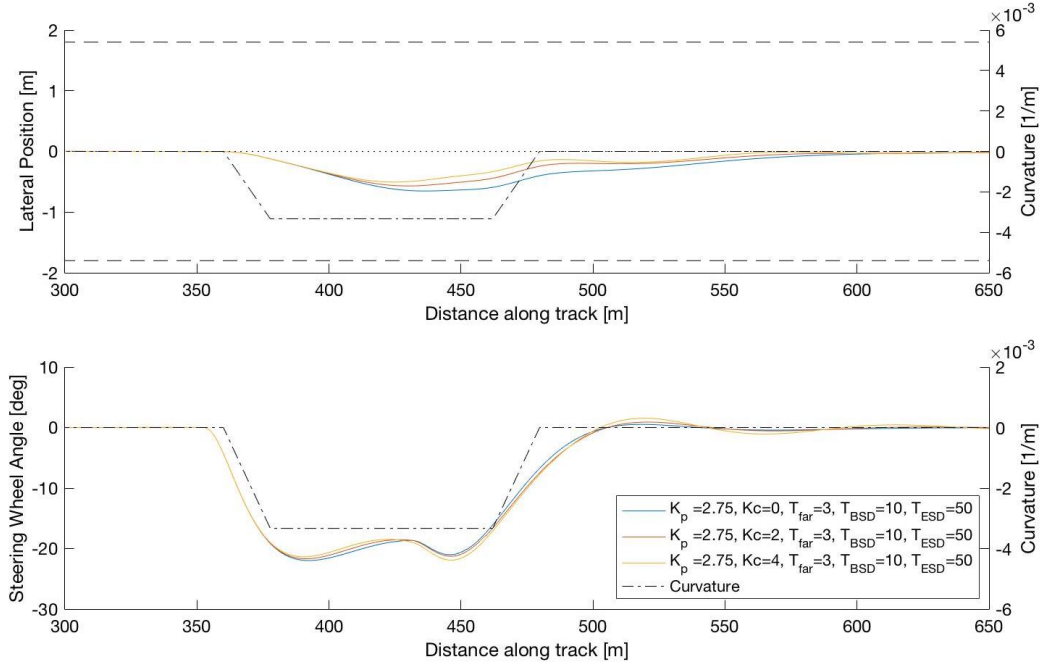 ×10⁻³
2
1
0
-1
-2
6
4
2
0
-2
-4
-6
Lateral Position [m]
Curvature [1/m]
300 350 400 450 500 550 600 650
Distance along track [m]
×10⁻³
10
0
-10
-20
-30
2
0
-2
-4
-6
Steering Wheel Angle [deg]
Curvature [1/m]
K_p =2.75, Kc=0, T_far=3, T_BSD=10, T_ESD=50
K_p =2.75, Kc=2, T_far=3, T_BSD=10, T_ESD=50
K_p =2.75, Kc=4, T_far=3, T_BSD=10, T_ESD=50
Curvature
300 350 400 450 500 550 600 650
Distance along track [m]